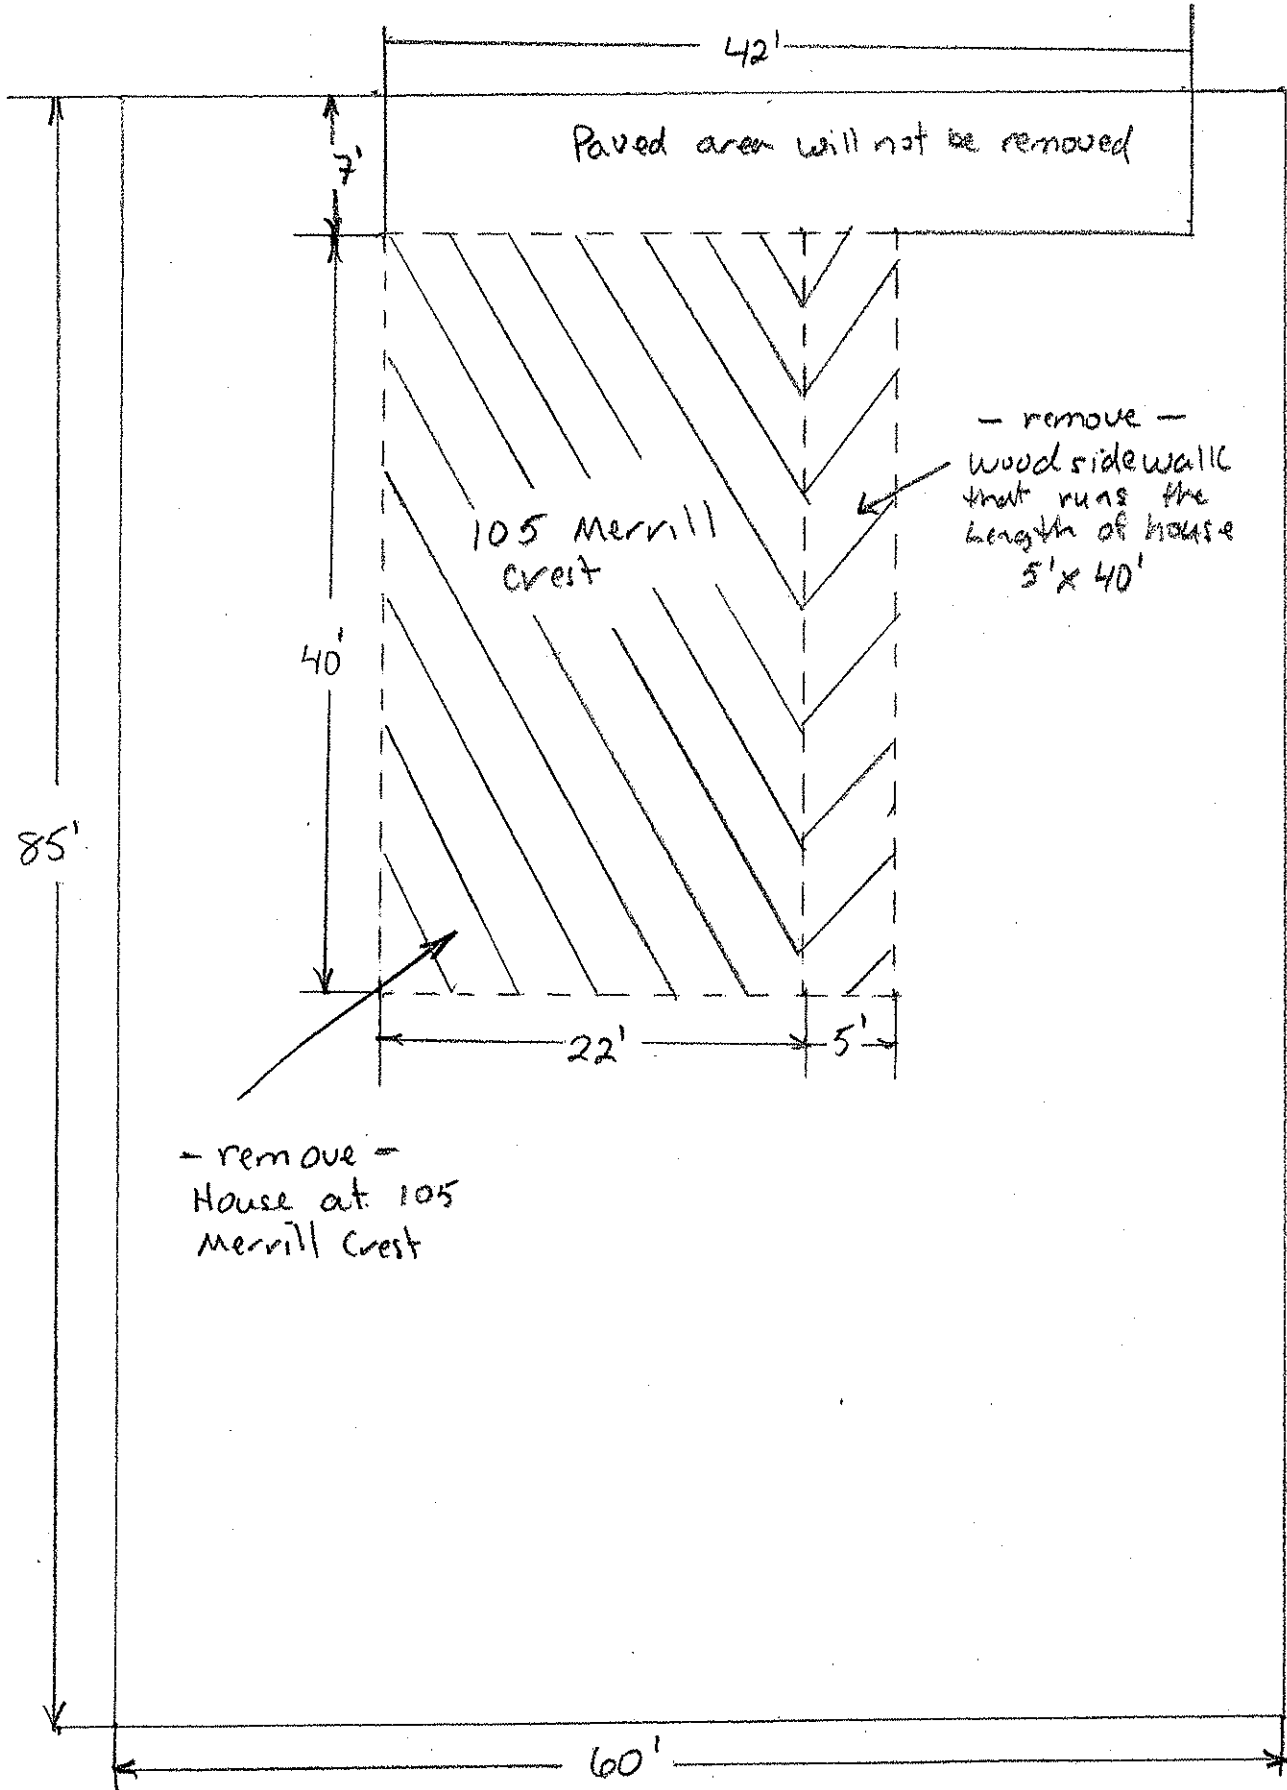 42'
Paved area will not be removed
7'
- remove -
wood sidewalk
that runs the
Length of house
5' x 40'
105 Merrill
Crest
40'
85'
22'
5'
- remove -
House at 105
Merrill Crest
60'